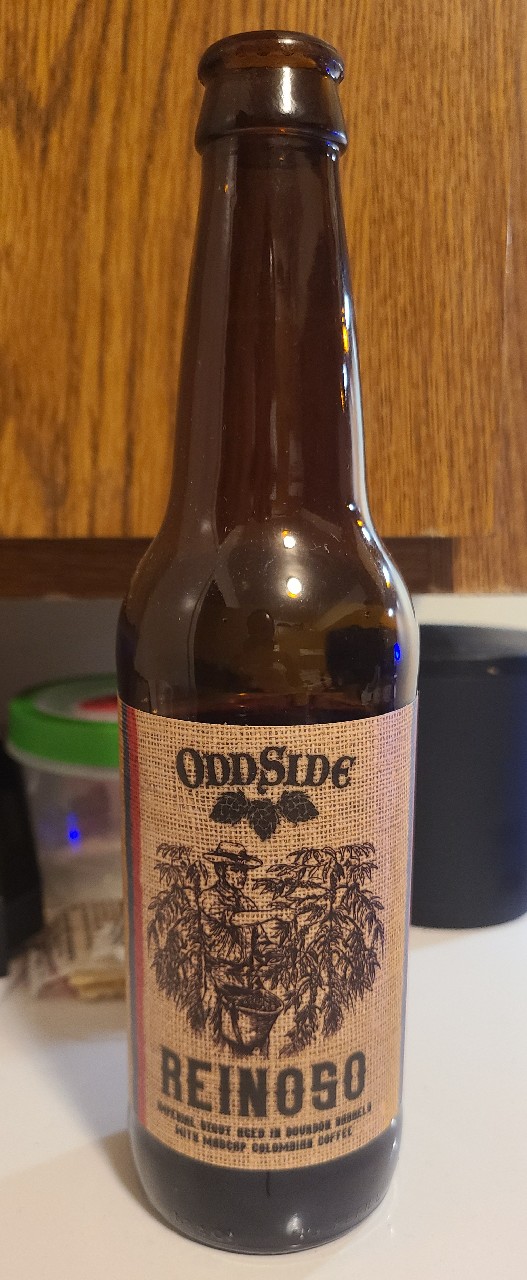 ODDSIDE
REINOSO
IMPERIAL STOUT AGED IN BOURBON BARRELS
WITH MADCAP COLOMBIAN COFFEE